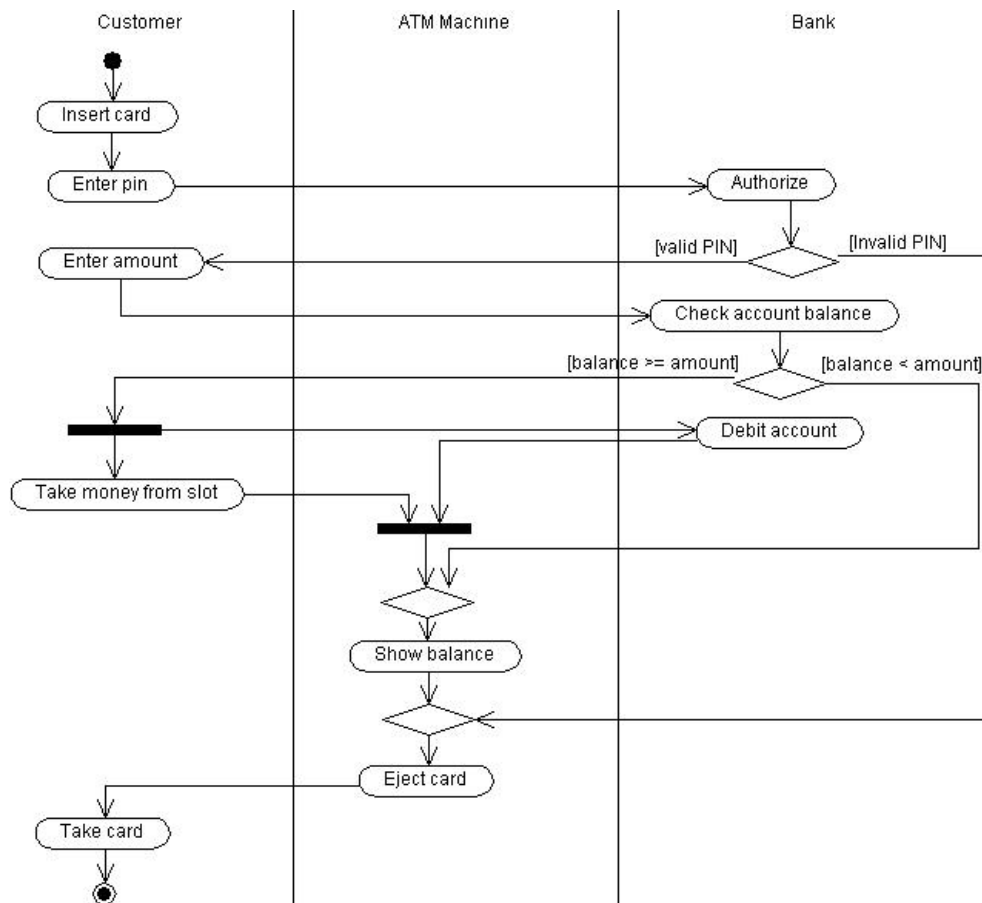 Customer
ATM Machine
Bank
Insert card
Enter pin
Authorize
[valid PIN]
[Invalid PIN]
Enter amount
Check account balance
[balance >= amount]
[balance < amount]
Debit account
Take money from slot
Show balance
Eject card
Take card